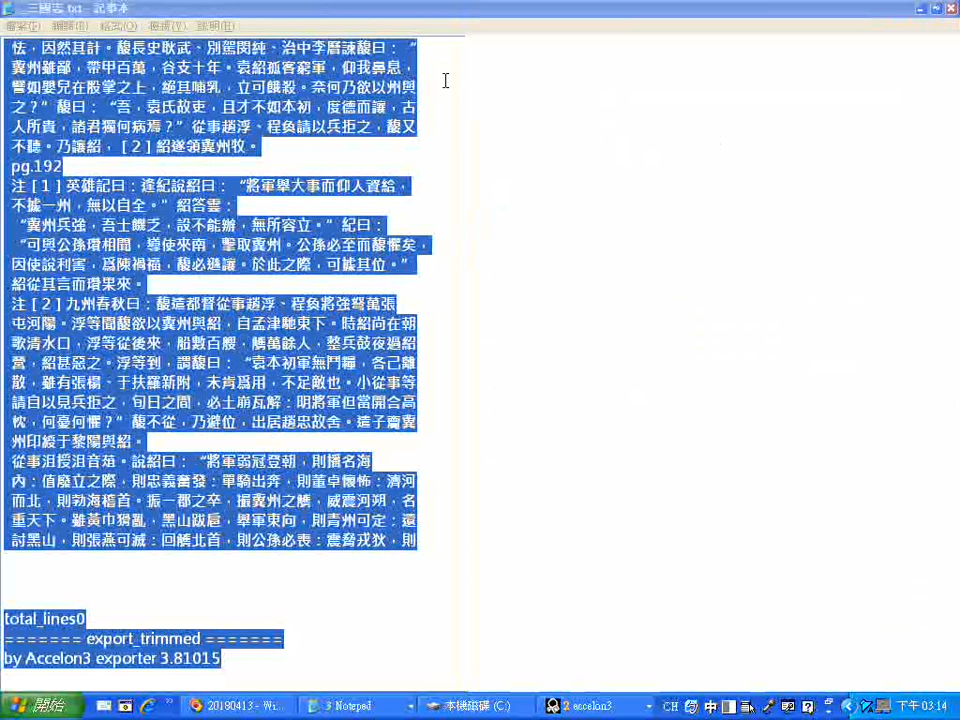 三國志.txt - 記事本
檔案(F) 編輯(E) 格式(O) 檢視(V) 說明(H)
怯，因然其計。馥長史耿武、別駕閔純、治中李曆諫馥曰：“
冀州雖鄙，帶甲百萬，谷支十年。袁紹孤客窮軍，仰我鼻息，
譬如嬰兒在股掌之上，絕其哺乳，立可餓殺。奈何乃欲以州與
之？”馥曰：“吾，袁氏故吏，且才不如本初，度德而讓，古
人所貴，諸君獨何病焉？”從事趙浮、程奐請以兵拒之，馥又
不聽。乃讓紹，［2］紹遂領冀州牧。
pg.192
注［1］英雄記曰：逢紀說紹曰：“將軍舉大事而仰人資給，
不據一州，無以自全。”紹答雲：
“冀州兵強，吾士饑乏，設不能辦，無所容立。”紀曰：
“可與公孫瓚相聞，導使來南，擊取冀州。公孫必至而馥懼矣，
因使說利害，爲陳禍福，馥必遜讓。於此之際，可據其位。”
紹從其言而瓚果來。
注［2］九州春秋曰：馥遣都督從事趙浮、程奐將強弩萬張
屯河陽。浮等聞馥欲以冀州與紹，自孟津馳東下。時紹尚在朝
歌清水口，浮等從後來，船數百艘，觽萬餘人，整兵鼓夜過紹
營，紹甚惡之。浮等到，謂馥曰：“袁本初軍無鬥糧，各己離
散，雖有張楊、于扶羅新附，未肯爲用，不足敵也。小從事等
請自以見兵拒之，旬日之間，必土崩瓦解；明將軍但當開合高
枕，何憂何懼？”馥不從，乃避位，出居趙忠故舍。遣子齎冀
州印綬于黎陽與紹。
從事沮授沮音菹。說紹曰：“將軍弱冠登朝，則播名海
內；值廢立之際，則忠義奮發；單騎出奔，則董卓懷怖；濟河
而北，則勃海稽首。振一郡之卒，撮冀州之觽，威震河朔，名
重天下。雖黃巾猾亂，黑山跋扈，舉軍東向，則青州可定；還
討黑山，則張燕可滅；回觽北首，則公孫必喪；震脅戎狄，則
total_lines0
======= export_trimmed =======
by Accelon3 exporter 3.81015
開始 20180413 - Wi... 3 Notepad 本機磁碟 (C:) 2 accelon3 CH 中 下午 03:14